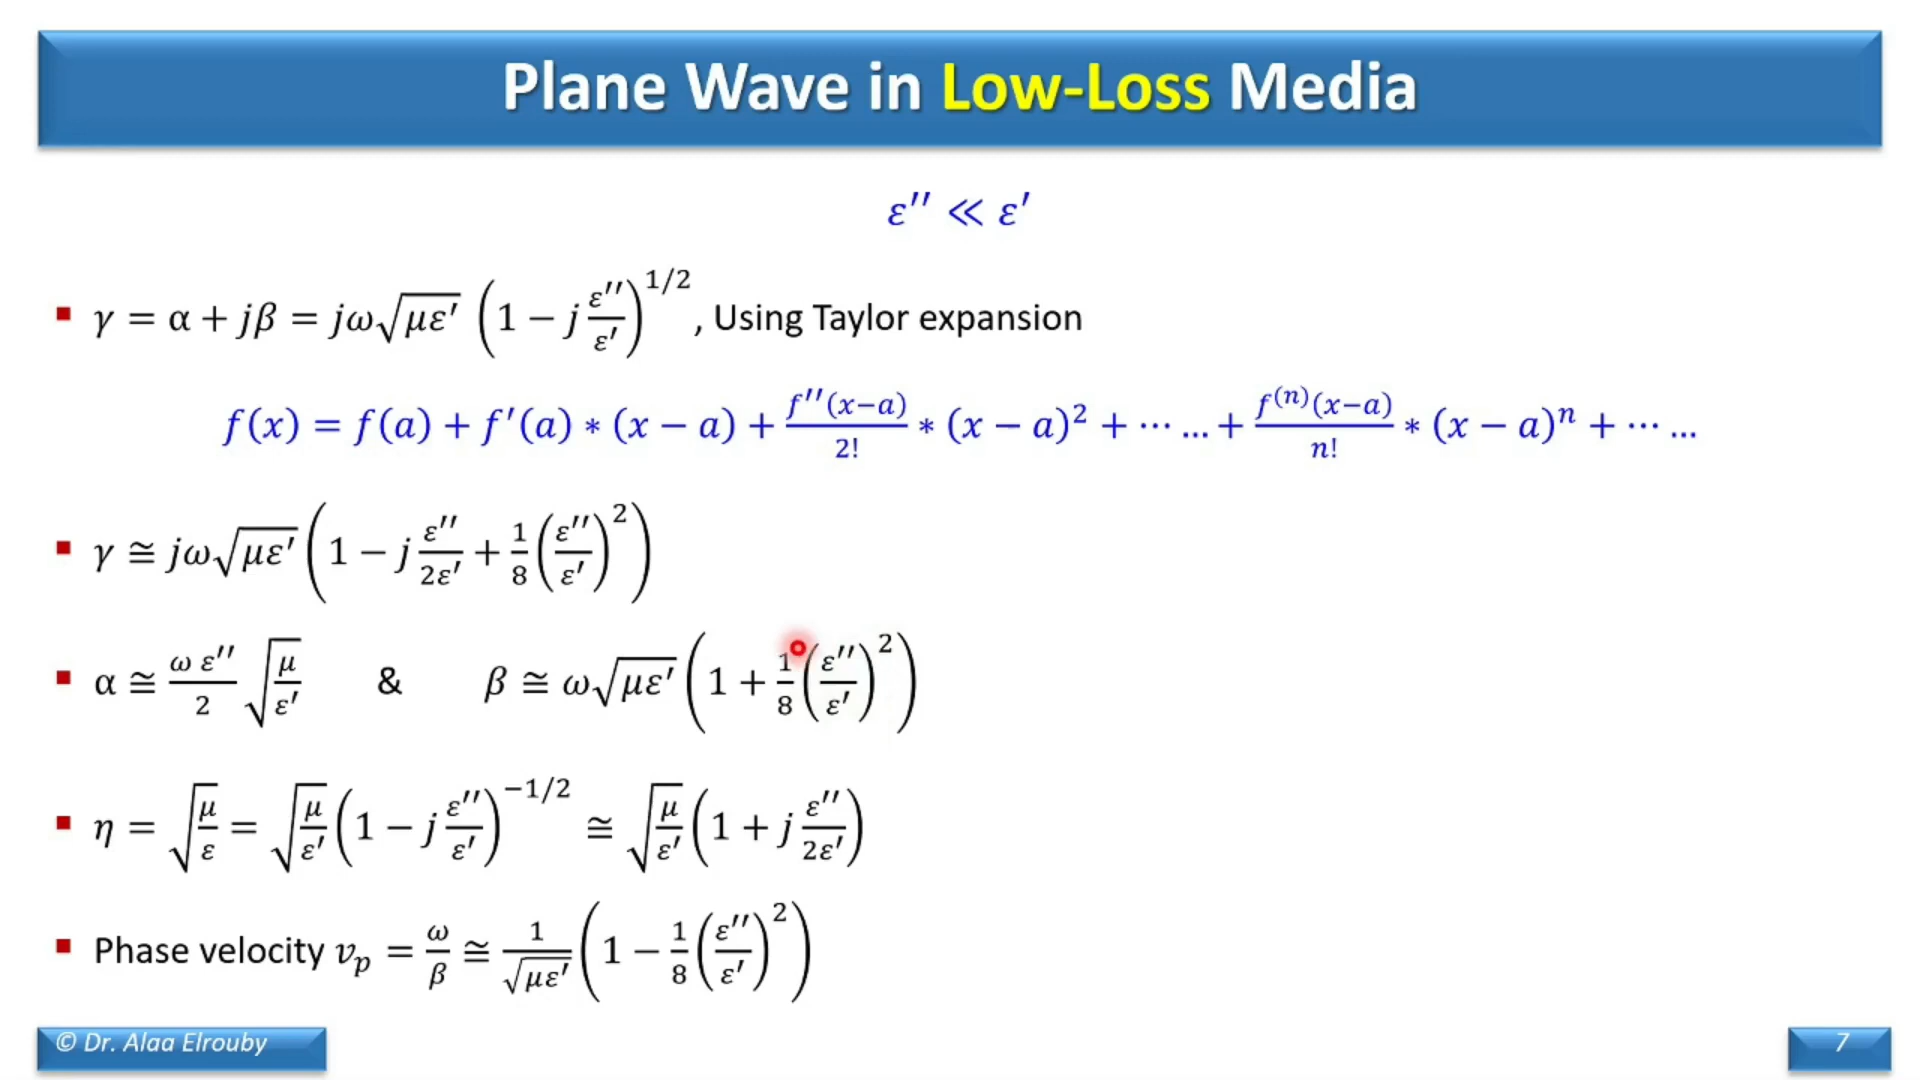 Plane Wave in Low-Loss Media
ε′′ ≪ ε′
▪ γ = α + jβ = jω√(με′) (1 − j ε′′/ε′)^{1/2}, Using Taylor expansion
f(x) = f(a) + f′(a) ∗ (x − a) + f′′(x−a)/2! ∗ (x − a)² + ⋯ … + f⁽ⁿ⁾(x−a)/n! ∗ (x − a)ⁿ + ⋯ …
▪ γ ≅ jω√(με′) (1 − j ε′′/2ε′ + 1/8 (ε′′/ε′)²)
▪ α ≅ ω ε′′/2 √(μ/ε′) & β ≅ ω√(με′) (1 + 1/8 (ε′′/ε′)²)
▪ η = √(μ/ε) = √(μ/ε′) (1 − j ε′′/ε′)^{−1/2} ≅ √(μ/ε′) (1 + j ε′′/2ε′)
▪ Phase velocity v_p = ω/β ≅ 1/√(με′) (1 − 1/8 (ε′′/ε′)²)
© Dr. Alaa Elrouby
7